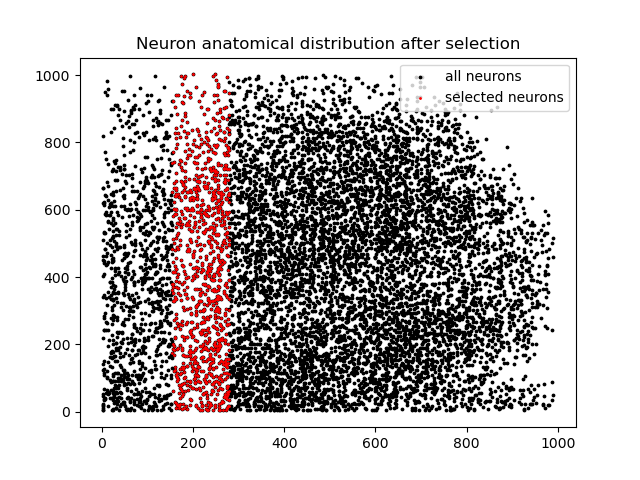 Neuron anatomical distribution after selection
all neurons
selected neurons
1000
800
600
400
200
0
0 200 400 600 800 1000